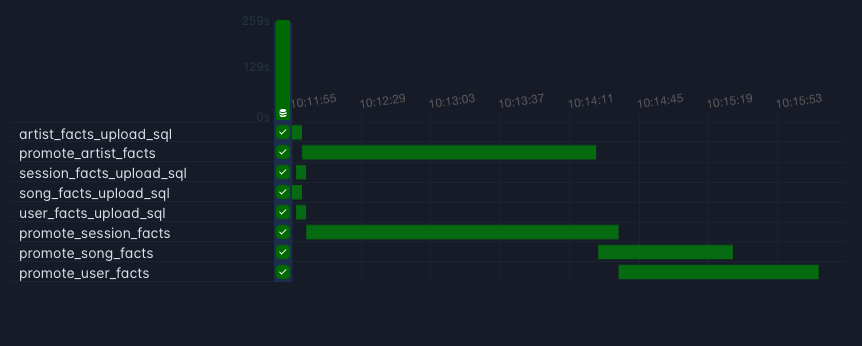 259s
129s
0s
10:11:55 10:12:29 10:13:03 10:13:37 10:14:11 10:14:45 10:15:19 10:15:53
artist_facts_upload_sql
promote_artist_facts
session_facts_upload_sql
song_facts_upload_sql
user_facts_upload_sql
promote_session_facts
promote_song_facts
promote_user_facts